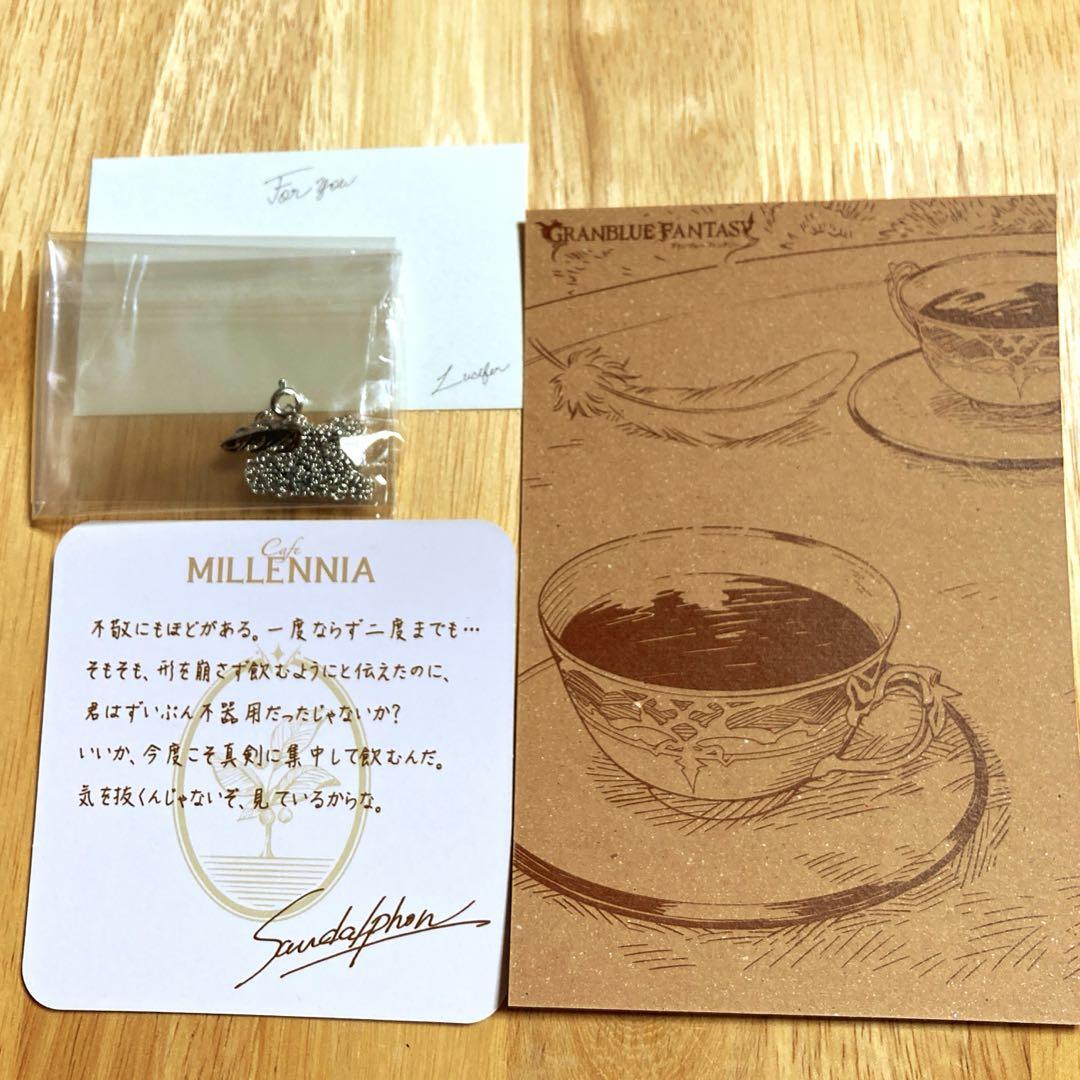 For you
Lucifer
GRANBLUE FANTASY
Cafe
MILLENNIA
不敬にもほどがある。一度ならず二度までも…
そもそも、形を崩さず飲むようにと伝えたのに、
君はずいぶん不器用だったじゃないか?
いいか、今度こそ真剣に集中して飲むんだ。
気を抜くんじゃないぞ、見ているからな。
Sandalphon